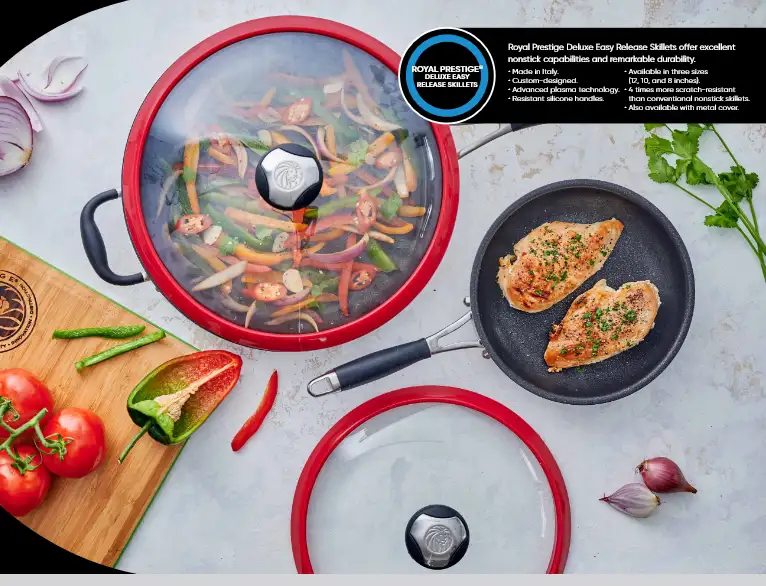 ROYAL PRESTIGE®
DELUXE EASY
RELEASE SKILLETS
Royal Prestige Deluxe Easy Release Skillets offer excellent
nonstick capabilities and remarkable durability.
• Made in Italy.
• Custom-designed.
• Advanced plasma technology.
• Resistant silicone handles.
• Available in three sizes
(12, 10, and 8 inches).
• 4 times more scratch-resistant
than conventional nonstick skillets.
• Also available with metal cover.